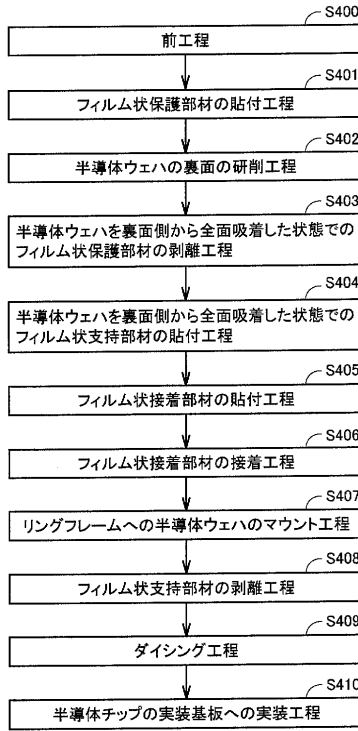 S400
前工程
S401
フィルム状保護部材の貼付工程
S402
半導体ウェハの裏面の研削工程
S403
半導体ウェハを裏面側から全面吸着した状態での
フィルム状保護部材の剥離工程
S404
半導体ウェハを裏面側から全面吸着した状態での
フィルム状支持部材の貼付工程
S405
フィルム状接着部材の貼付工程
S406
フィルム状接着部材の接着工程
S407
リングフレームへの半導体ウェハのマウント工程
S408
フィルム状支持部材の剥離工程
S409
ダイシング工程
S410
半導体チップの実装基板への実装工程